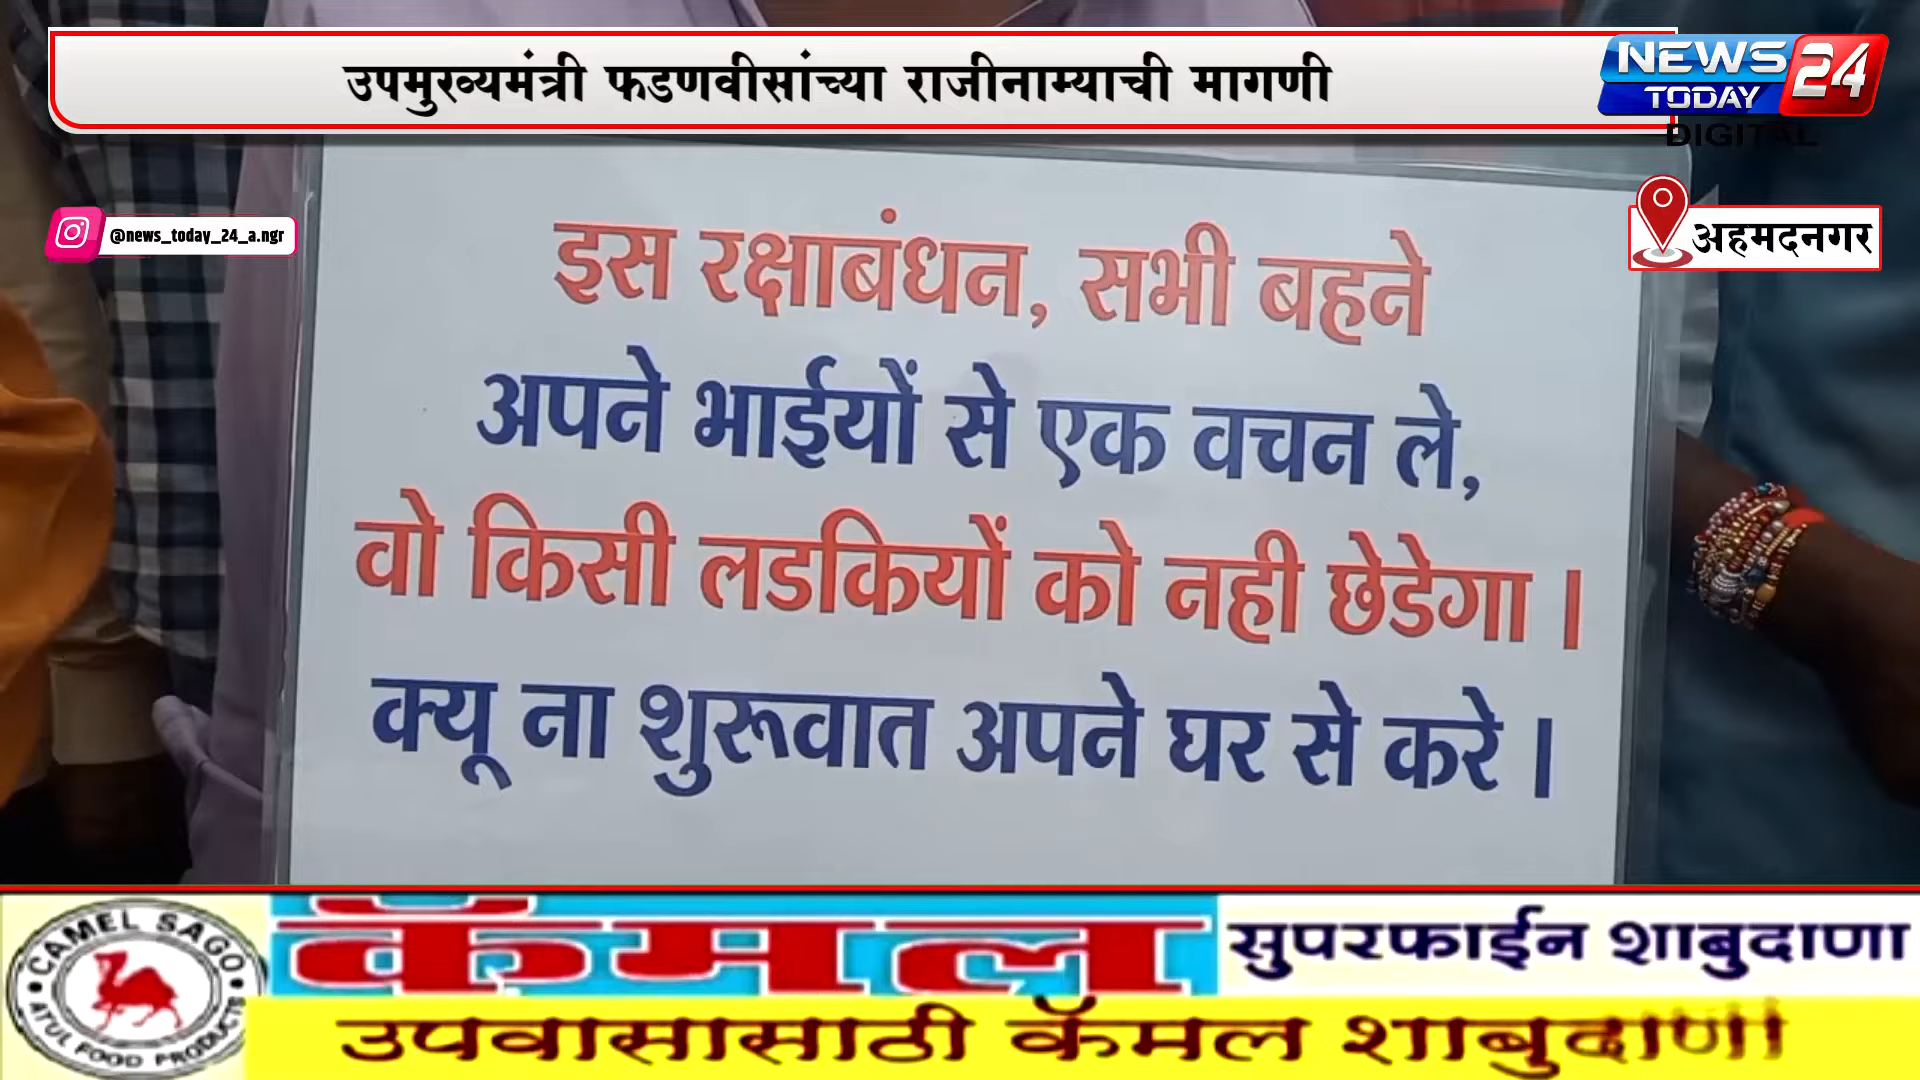 उपमुख्यमंत्री फडणवीसांच्या राजीनाम्याची मागणी
NEWS
TODAY
24
DIGITAL
@news_today_24_a.ngr
अहमदनगर
इस रक्षाबंधन, सभी बहने
अपने भाईयों से एक वचन ले,
वो किसी लडकियों को नही छेडेगा ।
क्यू ना शुरूवात अपने घर से करे ।
CAMEL SAGO
ATUL FOOD PRODUCTS
कॅमल
सुपरफाईन शाबुदाणा
उपवासासाठी कॅमल शाबुदाणा